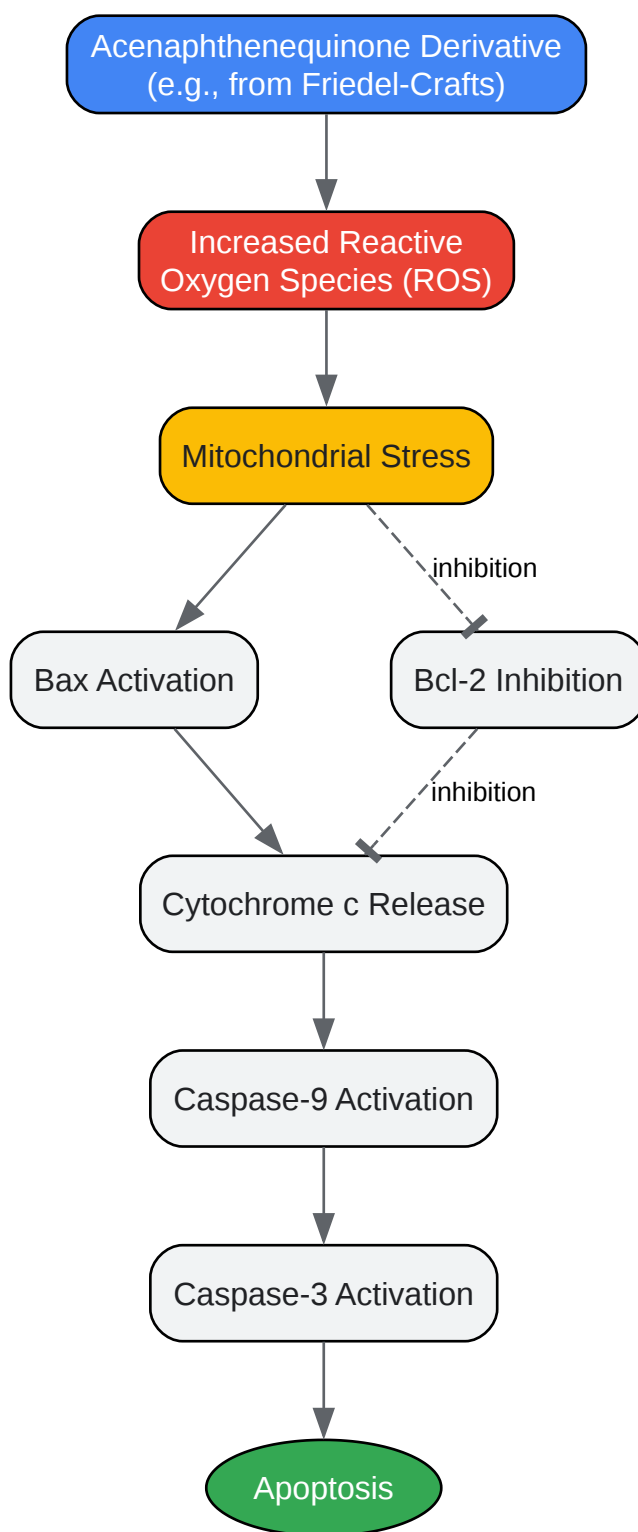 Acenaphthenequinone Derivative
(e.g., from Friedel-Crafts)
Increased Reactive
Oxygen Species (ROS)
Mitochondrial Stress
inhibition
Bax Activation
Bcl-2 Inhibition
inhibition
Cytochrome c Release
Caspase-9 Activation
Caspase-3 Activation
Apoptosis